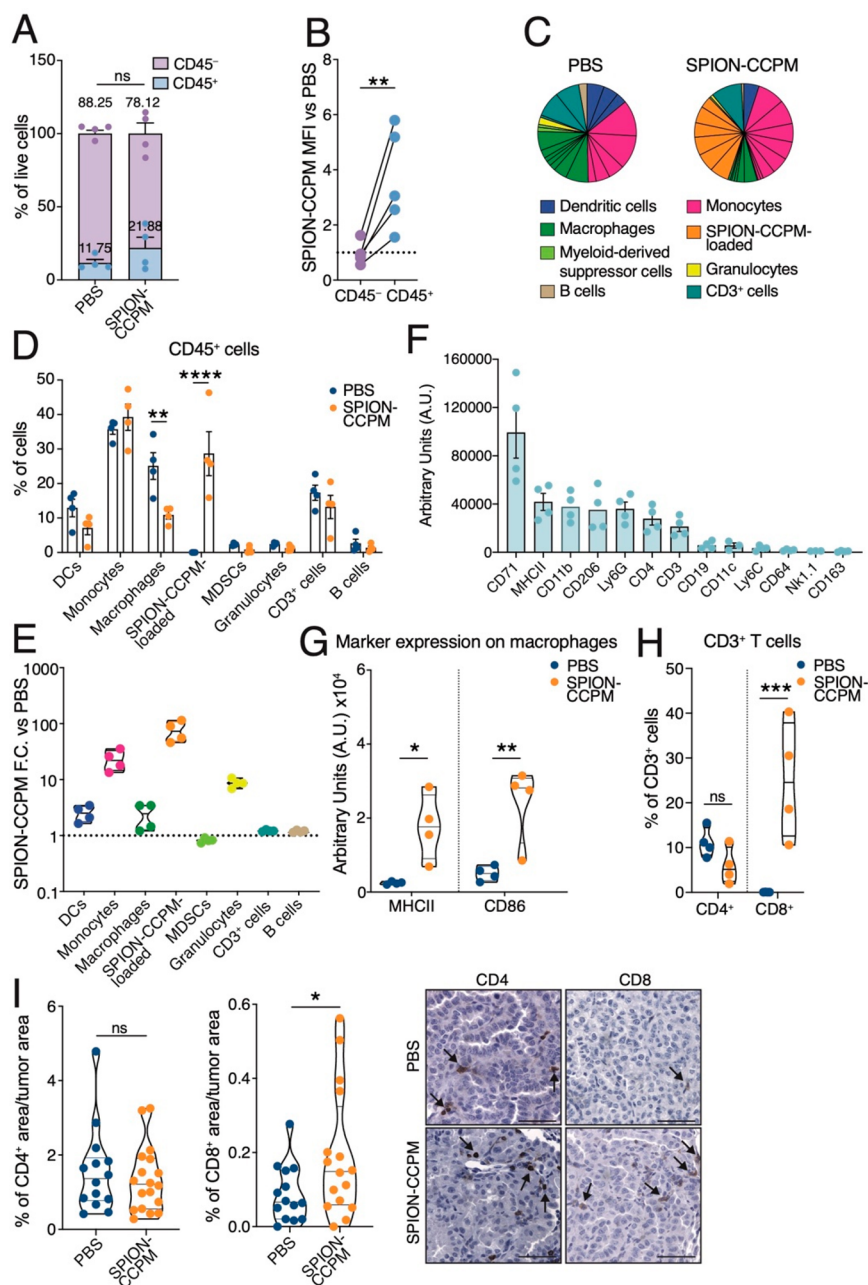 A
% of live cells
150
100
50
0
ns
CD45⁻
CD45⁺
88.25
78.12
11.75
21.88
PBS
SPION-
CCPM
B
SPION-CCPM MFI vs PBS
8
6
4
2
0
**
CD45⁻ CD45⁺
C
PBS
SPION-CCPM
Dendritic cells
Macrophages
Myeloid-derived
suppressor cells
B cells
Monocytes
SPION-CCPM-
loaded
Granulocytes
CD3⁺ cells
D
CD45⁺ cells
% of cells
50
40
30
20
10
0
**
****
PBS
SPION-
CCPM
DCs
Monocytes
Macrophages
SPION-CCPM-
loaded
MDSCs
Granulocytes
CD3⁺ cells
B cells
F
Arbitrary Units (A.U.)
160000
120000
80000
40000
0
CD71
MHCII
CD11b
CD206
Ly6G
CD4
CD3
CD19
CD11c
Ly6C
CD64
Nk1.1
CD163
E
SPION-CCPM F.C. vs PBS
1000
100
10
1
0.1
DCs
Monocytes
Macrophages
SPION-CCPM-
loaded
MDSCs
Granulocytes
CD3⁺ cells
B cells
G
Marker expression on macrophages
Arbitrary Units (A.U.) x10⁴
6
4
2
0
PBS
SPION-
CCPM
*
**
MHCII
CD86
H
CD3⁺ T cells
% of CD3⁺ cells
50
40
30
20
10
0
PBS
SPION-
CCPM
ns
***
CD4⁺
CD8⁺
I
% of CD4⁺ area/tumor area
6
4
2
0
ns
PBS
SPION-
CCPM
% of CD8⁺ area/tumor area
0.8
0.6
0.4
0.2
0.0
*
PBS
SPION-
CCPM
CD4
CD8
PBS
SPION-CCPM